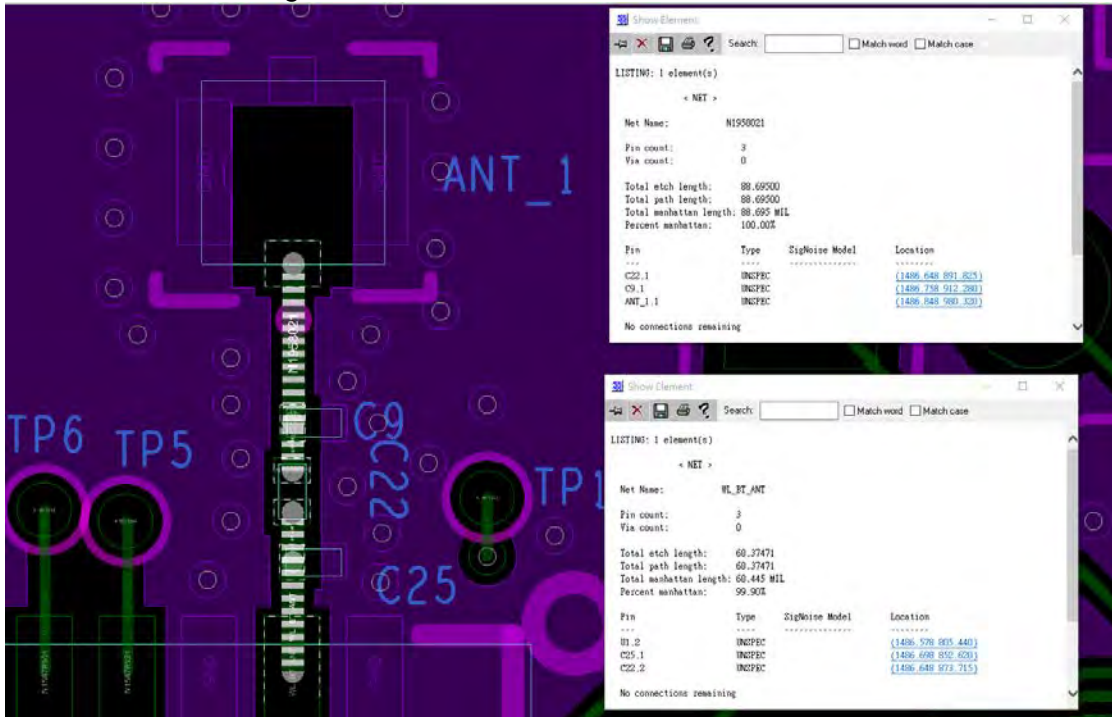 ANT_1
N1958021
C9
C22
TP6
TP5
TP1
C25
Show Element
Search:
Match word
Match case
LISTING: 1 element(s)
< NET >
Net Name: N1958021
Pin count: 3
Via count: 0
Total etch length: 88.69500
Total path length: 88.69500
Total manhattan length: 88.695 MIL
Percent manhattan: 100.00%
Pin Type SigNoise Model Location
--- ---- -------------- --------
C22.1 UNSPEC (1486.648 891.825)
C9.1 UNSPEC (1486.758 912.280)
ANT_1.1 UNSPEC (1486.848 980.320)
No connections remaining
Show Element
Search:
Match word
Match case
LISTING: 1 element(s)
< NET >
Net Name: WL_BT_ANT
Pin count: 3
Via count: 0
Total etch length: 68.37471
Total path length: 68.37471
Total manhattan length: 68.445 MIL
Percent manhattan: 99.90%
Pin Type SigNoise Model Location
--- ---- -------------- --------
U1.2 UNSPEC (1486.578 805.440)
C25.1 UNSPEC (1486.698 852.620)
C22.2 UNSPEC (1486.648 873.715)
No connections remaining